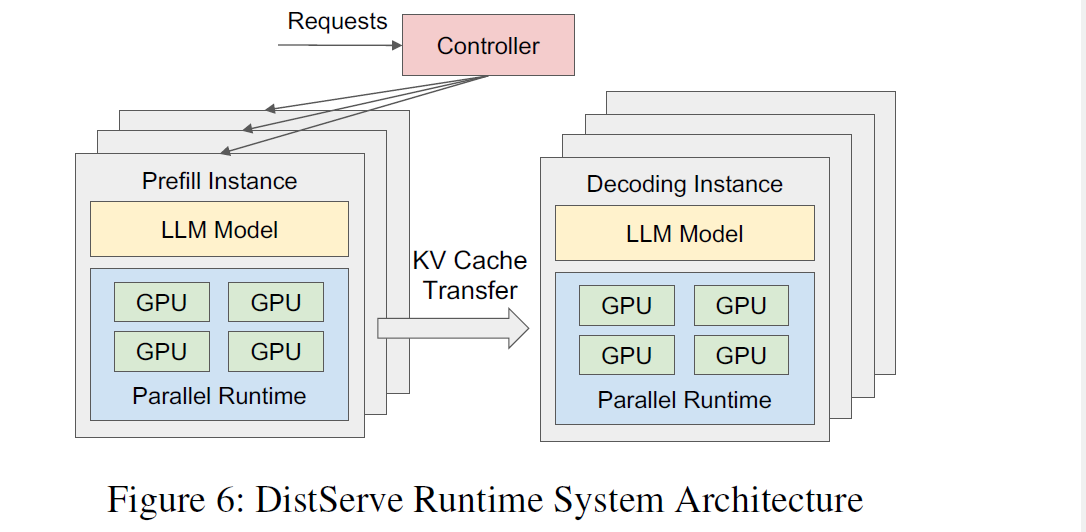 Requests
Controller
Prefill Instance
LLM Model
GPU GPU
GPU GPU
Parallel Runtime
KV Cache
Transfer
Decoding Instance
LLM Model
GPU GPU
GPU GPU
Parallel Runtime
Figure 6: DistServe Runtime System Architecture